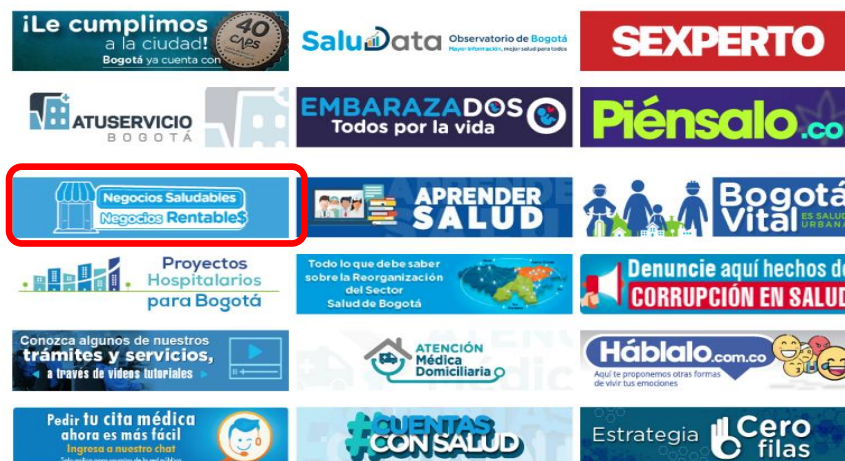 ¡Le cumplimos
a la ciudad!
Bogotá ya cuenta con
40
CAPS
SaluData Observatorio de Bogotá
Mayor información, mejor salud para todos
SEXPERTO
ATUSERVICIO
BOGOTÁ
EMBARAZADOS
Todos por la vida
Piénsalo.co
Negocios Saludables
Negocios Rentable$
APRENDER
SALUD
Bogotá
Vital ES SALUD
URBANA
Proyectos
Hospitalarios
para Bogotá
Todo lo que debe saber
sobre la Reorganización
del Sector
Salud de Bogotá
Denuncie aquí hechos de
CORRUPCIÓN EN SALUD
Conozca algunos de nuestros
trámites y servicios,
a través de videos tutoriales
ATENCIÓN
Médica
Domiciliaria
Háblalo.com.co
Aquí te proponemos otras formas
de vivir tus emociones
Pedir tu cita médica
ahora es más fácil
Ingresa a nuestro chat
#CUENTAS
CON SALUD
Estrategia Cero
filas